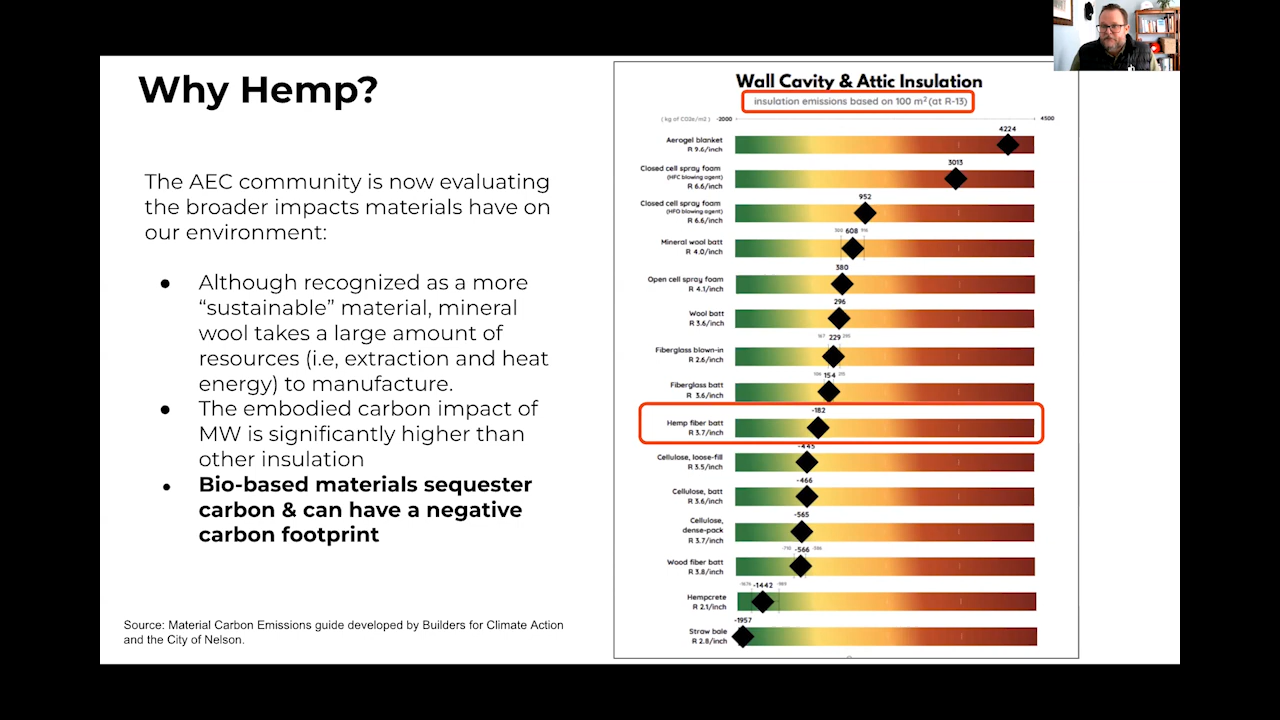 Why Hemp?
The AEC community is now evaluating
the broader impacts materials have on
our environment:
● Although recognized as a more
“sustainable” material, mineral
wool takes a large amount of
resources (i.e, extraction and heat
energy) to manufacture.
● The embodied carbon impact of
MW is significantly higher than
other insulation
● Bio-based materials sequester
carbon & can have a negative
carbon footprint
Source: Material Carbon Emissions guide developed by Builders for Climate Action
and the City of Nelson.
Wall Cavity & Attic Insulation
insulation emissions based on 100 m² (at R-13)
( kg of CO2e/m2 ) -2000 4500
4224
Aerogel blanket
R 9.6/inch
3013
Closed cell spray foam
(HFC blowing agent)
R 6.6/inch
952
Closed cell spray foam
(HFO blowing agent)
R 6.6/inch
608
Mineral wool batt
R 4.0/inch
380
Open cell spray foam
R 4.1/inch
296
Wool batt
R 3.6/inch
229
Fiberglass blown-in
R 2.6/inch
154
Fiberglass batt
R 3.6/inch
-182
Hemp fiber batt
R 3.7/inch
-445
Cellulose, loose-fill
R 3.5/inch
-466
Cellulose, batt
R 3.6/inch
-565
Cellulose,
dense-pack
R 3.7/inch
-566
Wood fiber batt
R 3.8/inch
-1442
Hempcrete
R 2.1/inch
-1957
Straw bale
R 2.8/inch